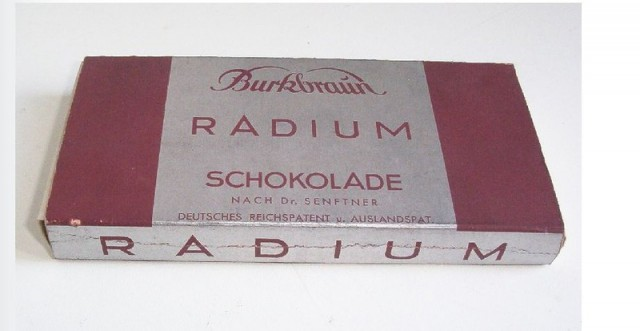 Burkbraun
RADIUM
SCHOKOLADE
NACH Dr. SENFTNER
DEUTSCHES REICHSPATENT u. AUSLANDSPAT.
RADIUM